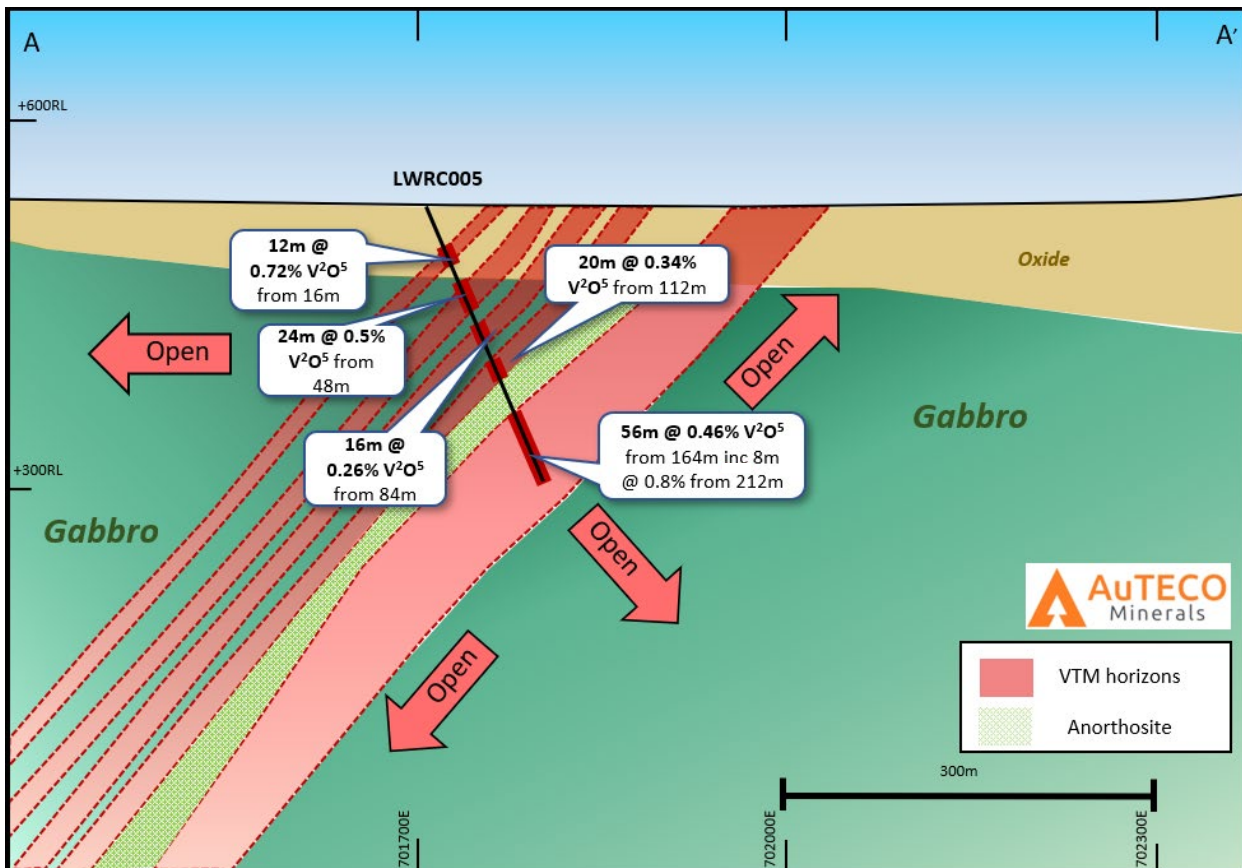 A
A'
+600RL
LWRC005
12m @
0.72% V²O⁵
from 16m
20m @ 0.34%
V²O⁵ from 112m
Oxide
24m @ 0.5%
V²O⁵ from
48m
Open
Open
Gabbro
16m @
0.26% V²O⁵
from 84m
56m @ 0.46% V²O⁵
from 164m inc 8m
@ 0.8% from 212m
+300RL
Gabbro
Open
AuTECO
Minerals
Open
VTM horizons
Anorthosite
300m
701700E
702000E
702300E